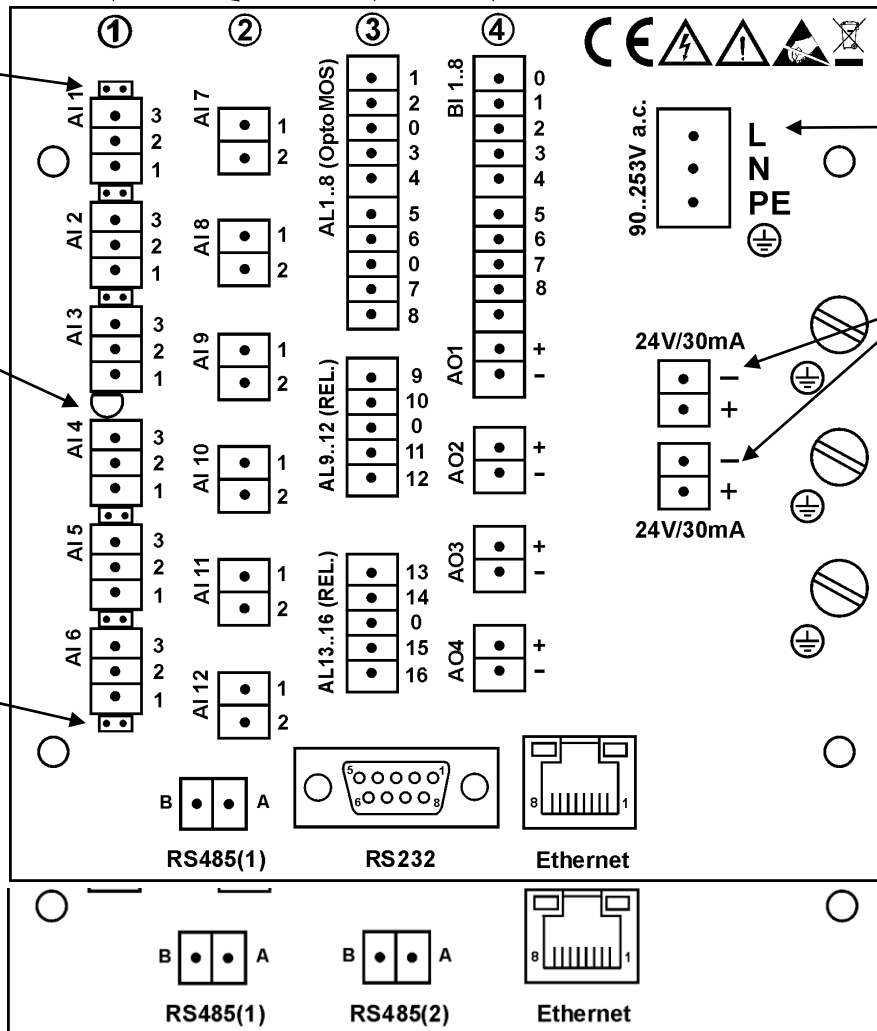 1 2 3 4
CE
AI 1
3
2
1
AI 2
3
2
1
AI 3
3
2
1
AI 4
3
2
1
AI 5
3
2
1
AI 6
3
2
1
AI 7
1
2
AI 8
1
2
AI 9
1
2
AI 10
1
2
AI 11
1
2
AI 12
1
2
AL1..8 (OptoMOS)
1
2
0
3
4
5
6
0
7
8
AL9..12 (REL.)
9
10
0
11
12
AL13..16 (REL.)
13
14
0
15
16
BI 1..8
0
1
2
3
4
5
6
7
8
AO1
+
-
AO2
+
-
AO3
+
-
AO4
+
-
90..253V a.c.
L
N
PE
24V/30mA
-
+
-
+
24V/30mA
B A
RS485(1)
5 1
6 8
RS232
8 1
Ethernet
B A
RS485(1)
B A
RS485(2)
8 1
Ethernet